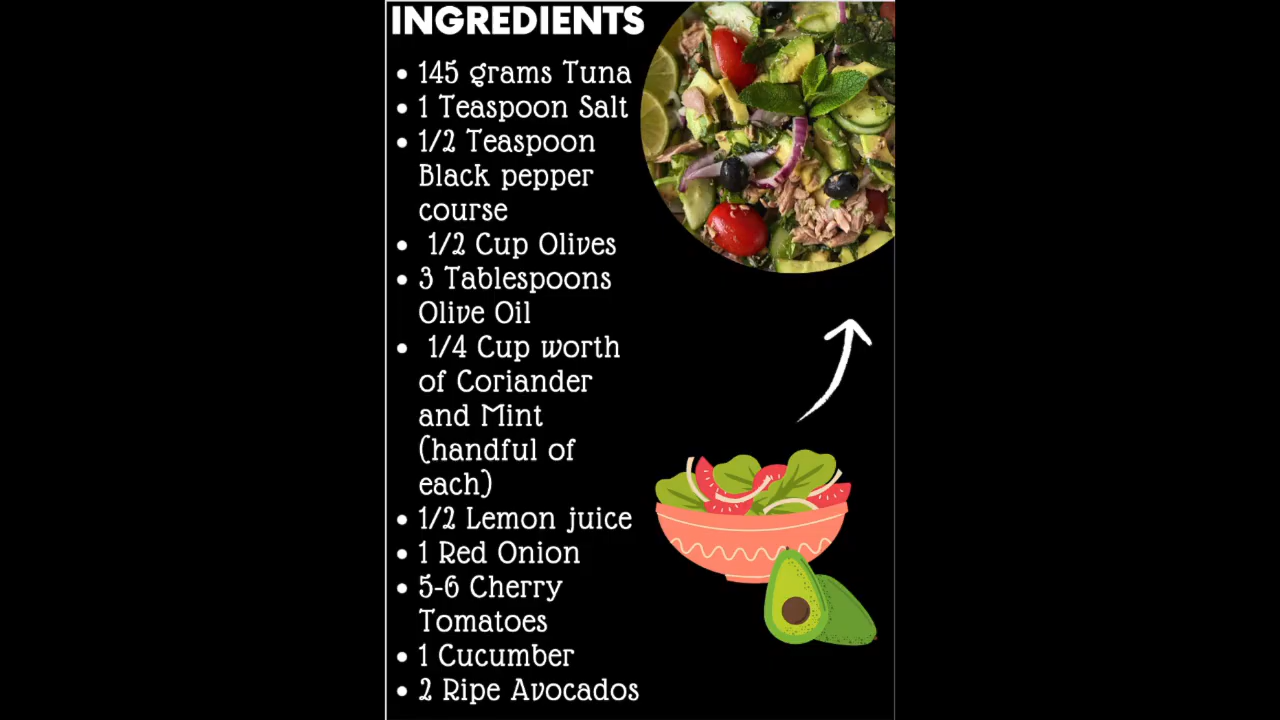 INGREDIENTS
• 145 grams Tuna
• 1 Teaspoon Salt
• 1/2 Teaspoon
Black pepper
course
• 1/2 Cup Olives
• 3 Tablespoons
Olive Oil
• 1/4 Cup worth
of Coriander
and Mint
(handful of
each)
• 1/2 Lemon juice
• 1 Red Onion
• 5-6 Cherry
Tomatoes
• 1 Cucumber
• 2 Ripe Avocados